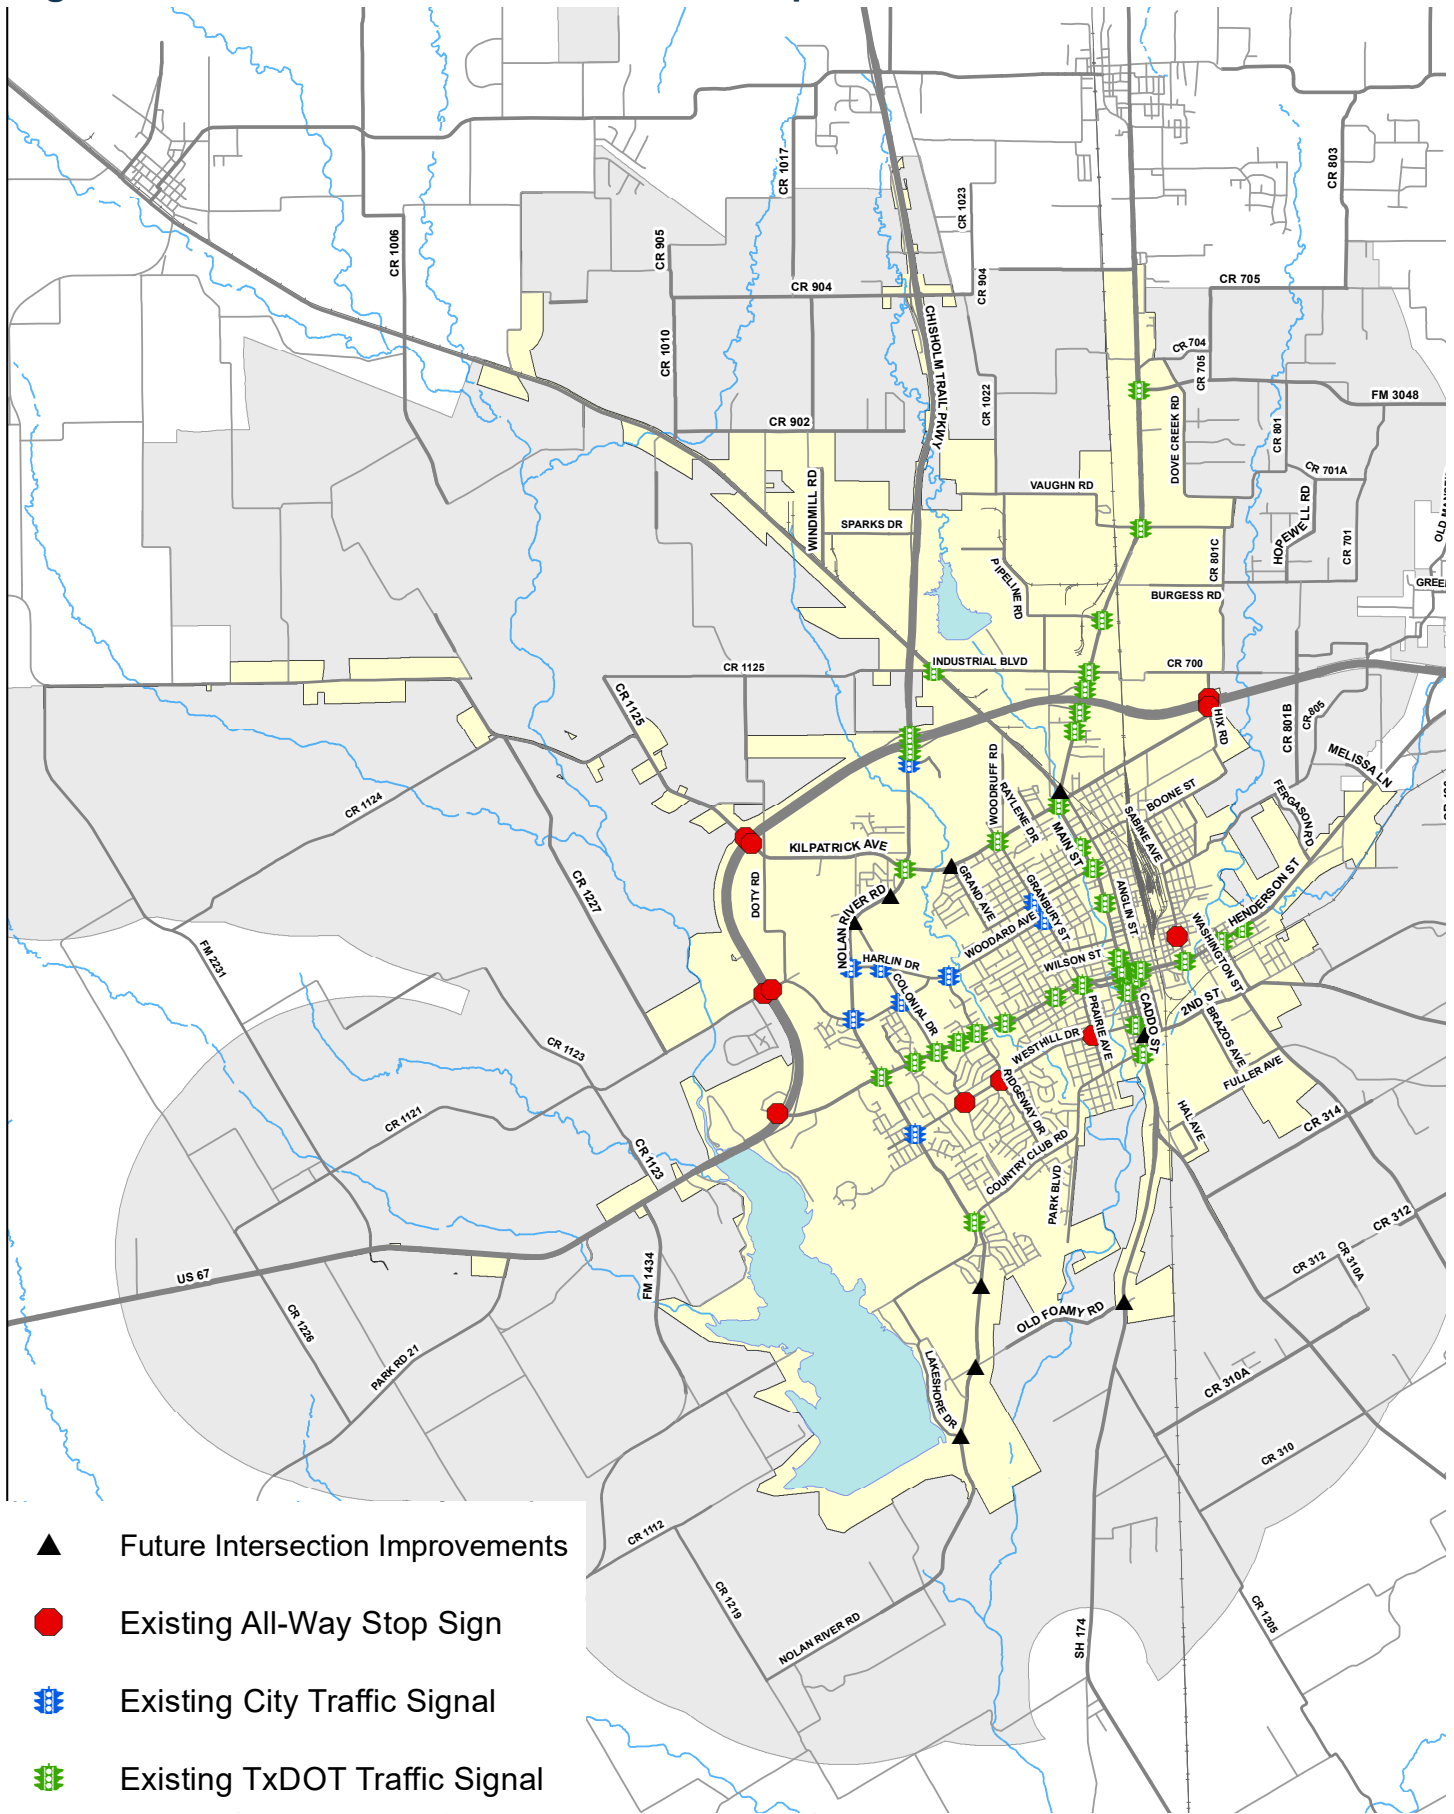 CR 1017
CR 803
CR 1023
CR 1006
CR 905
CR 904
CR 904
CR 705
CHISHOLM TRAIL PKWY
CR 1010
CR 704
CR 705
FM 3048
CR 1022
DOVE CREEK RD
CR 902
CR 801
CR 701A
VAUGHN RD
WINDMILL RD
SPARKS DR
HOPEWELL RD
CR 701
CR 801C
PIPELINE RD
BURGESS RD
INDUSTRIAL BLVD
CR 700
CR 1125
CR 1125
HIX RD
CR 801B
CR 805
MELISSA LN
WOODRUFF RD
RAYLENE DR
BOONE ST
SABINE AVE
FERGASON RD
CR 1124
MAIN ST
KILPATRICK AVE
DOTY RD
GRAND AVE
GRANBURY ST
ANGLIN ST
HENDERSON ST
CR 1227
NOLAN RIVER RD
WOODARD AVE
WASHINGTON ST
FM 2231
HARLIN DR
WILSON ST
COLONIAL DR
PRAIRIE AVE
CADDO ST
2ND ST
BRAZOS AVE
CR 1123
WESTHILL DR
RIDGEWAY DR
FULLER AVE
CR 1121
HAL AVE
CR 314
CR 1123
COUNTRY CLUB RD
PARK BLVD
CR 312
CR 312
CR 310A
US 67
FM 1434
CR 1226
OLD FOAMY RD
PARK RD 21
LAKESHORE DR
CR 310A
CR 310
CR 1112
CR 1219
NOLAN RIVER RD
SH 174
CR 1205
Future Intersection Improvements
Existing All-Way Stop Sign
Existing City Traffic Signal
Existing TxDOT Traffic Signal